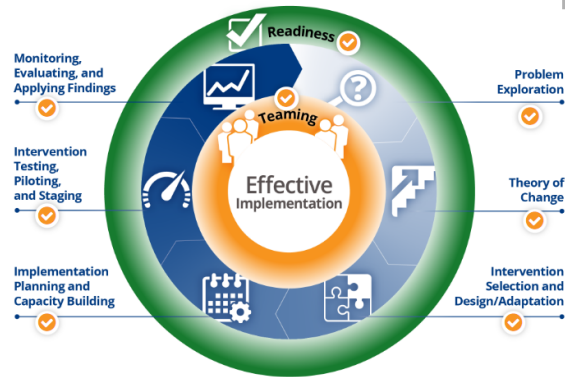 Readiness
Teaming
Effective
Implementation
Monitoring,
Evaluating, and
Applying Findings
Intervention
Testing,
Piloting,
and Staging
Implementation
Planning and
Capacity Building
Problem
Exploration
Theory of
Change
Intervention
Selection and
Design/Adaptation